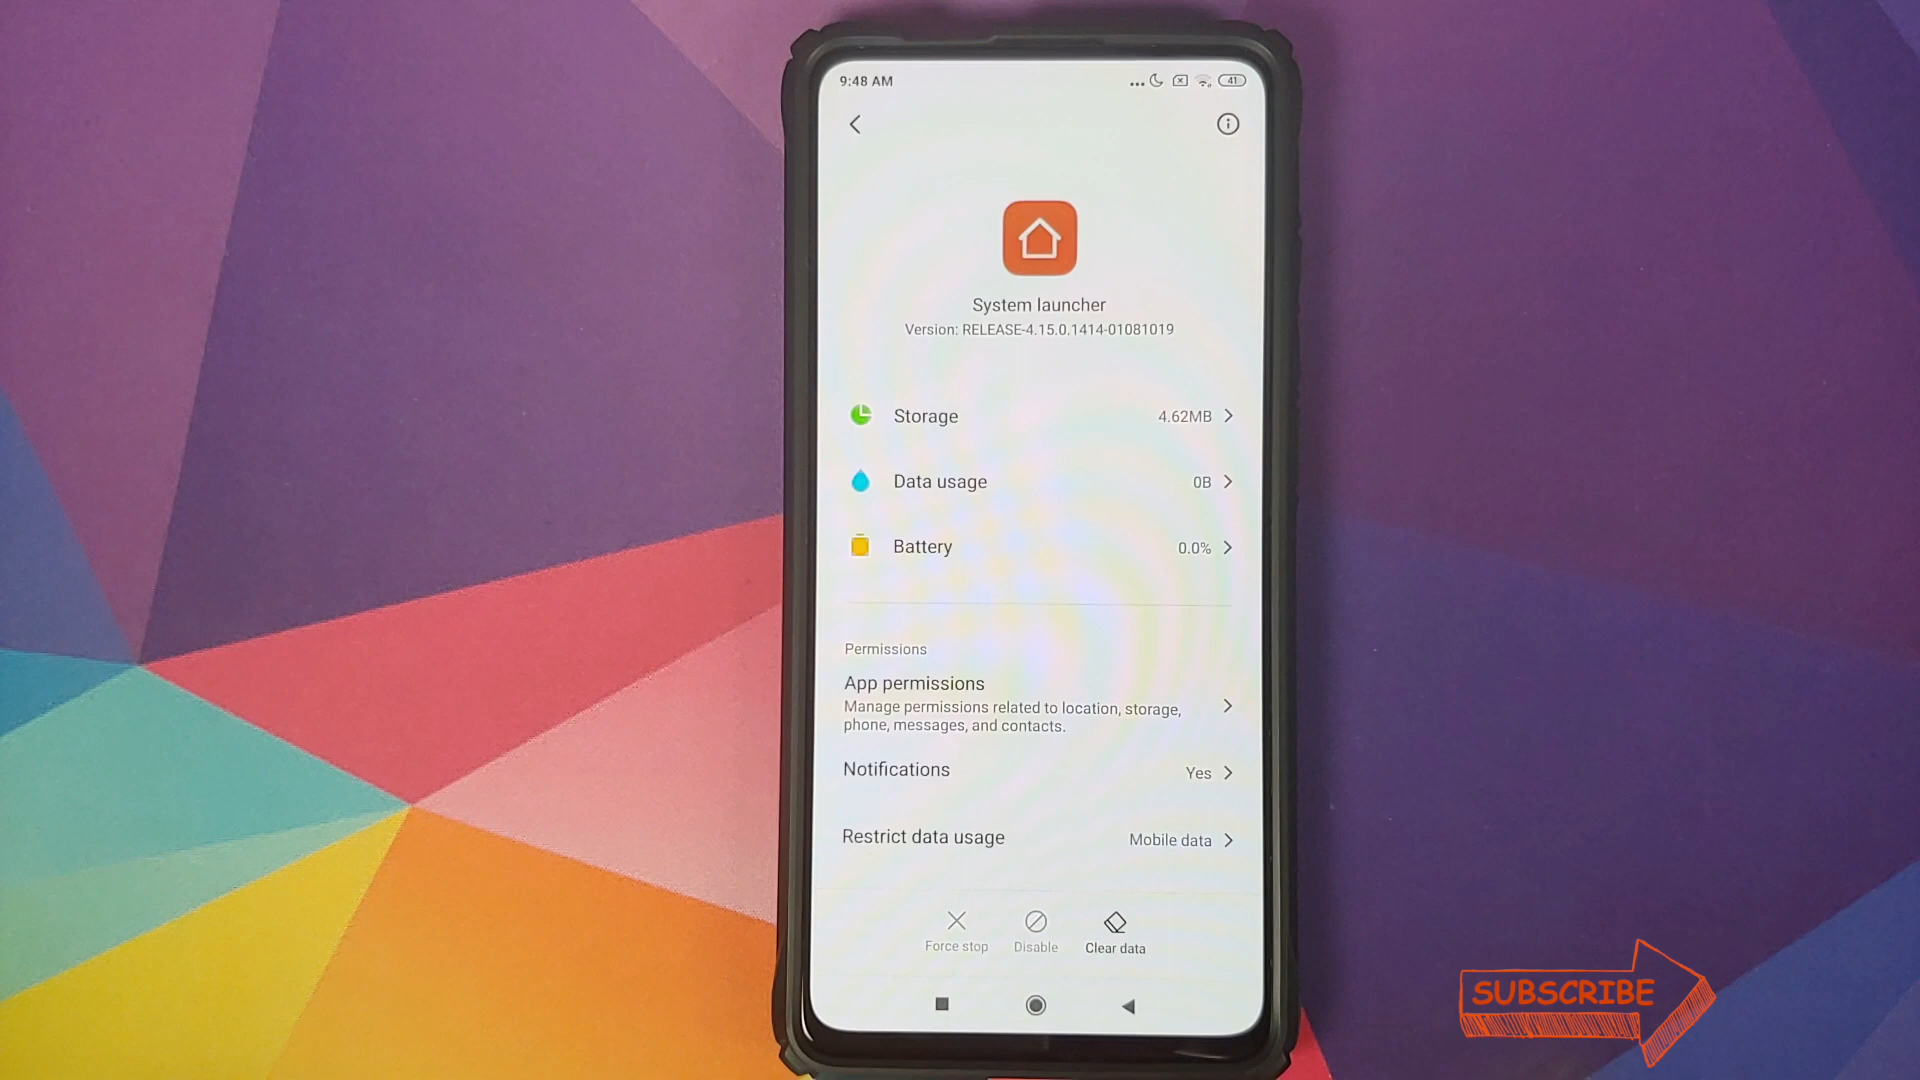 9:48 AM
41
System launcher
Version: RELEASE-4.15.0.1414-01081019
Storage 4.62MB
Data usage 0B
Battery 0.0%
Permissions
App permissions
Manage permissions related to location, storage,
phone, messages, and contacts.
Notifications Yes
Restrict data usage Mobile data
Force stop Disable Clear data
SUBSCRIBE